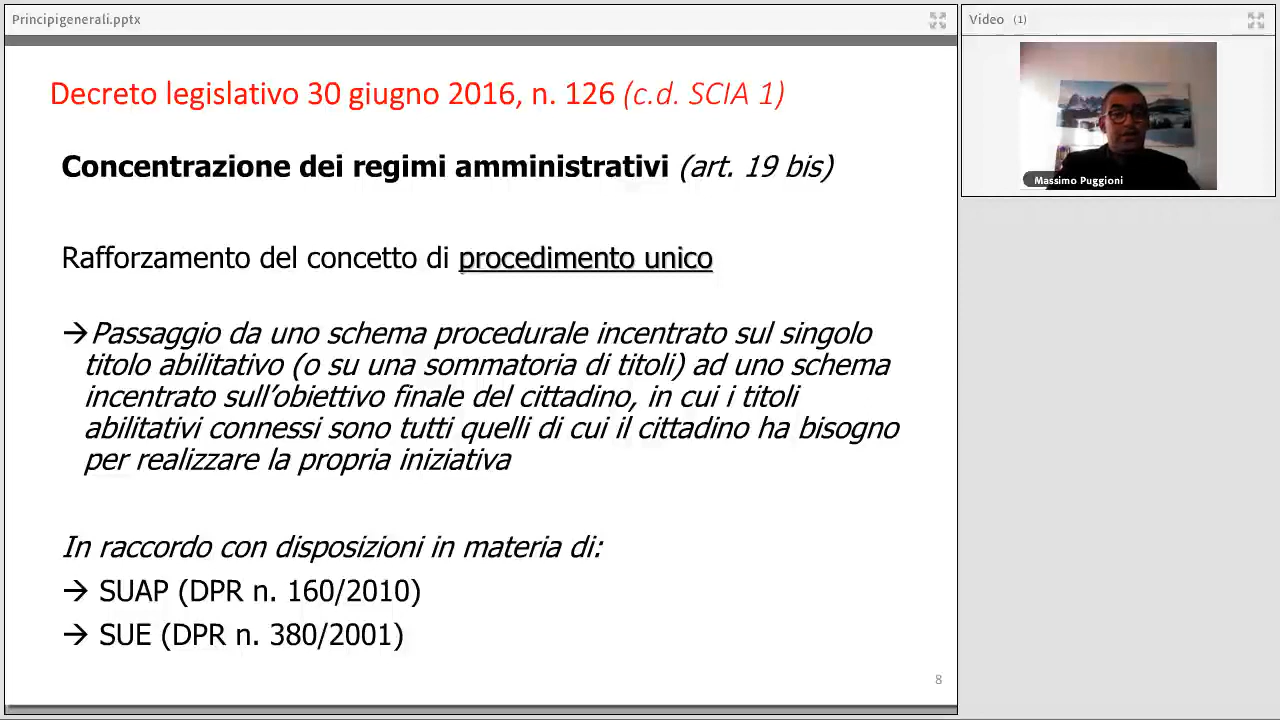 Principigenerali.pptx
Video (1)
Massimo Puggioni
Decreto legislativo 30 giugno 2016, n. 126 (c.d. SCIA 1)
Concentrazione dei regimi amministrativi (art. 19 bis)
Rafforzamento del concetto di procedimento unico
→Passaggio da uno schema procedurale incentrato sul singolo
titolo abilitativo (o su una sommatoria di titoli) ad uno schema
incentrato sull’obiettivo finale del cittadino, in cui i titoli
abilitativi connessi sono tutti quelli di cui il cittadino ha bisogno
per realizzare la propria iniziativa
In raccordo con disposizioni in materia di:
→ SUAP (DPR n. 160/2010)
→ SUE (DPR n. 380/2001)
8